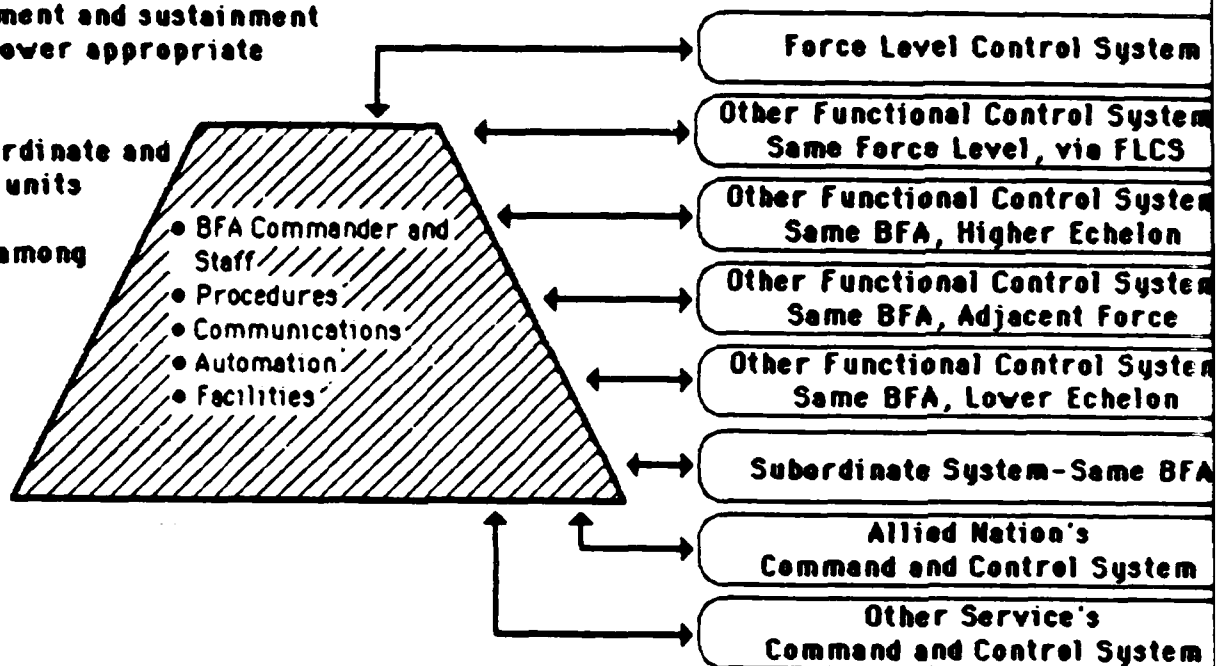 ment and sustainment
ower appropriate
rdinate and
units
among
• BFA Commander and
Staff
• Procedures
• Communications
• Automation
• Facilities
Force Level Control System
Other Functional Control System
Same Force Level, via FLCS
Other Functional Control System
Same BFA, Higher Echelon
Other Functional Control System
Same BFA, Adjacent Force
Other Functional Control System
Same BFA, Lower Echelon
Subordinate System-Same BFA
Allied Nation's
Command and Control System
Other Service's
Command and Control System